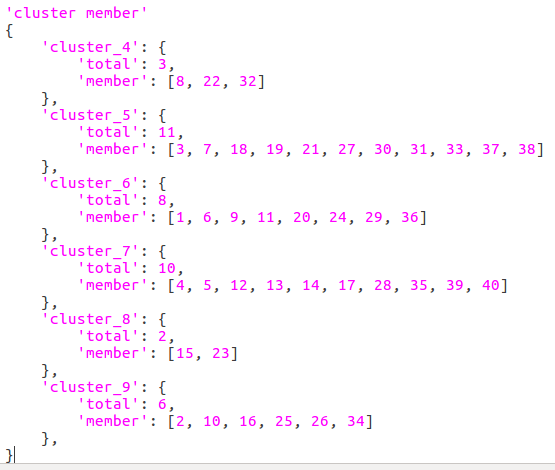 'cluster member'
{
    'cluster_4': {
        'total': 3,
        'member': [8, 22, 32]
    },
    'cluster_5': {
        'total': 11,
        'member': [3, 7, 18, 19, 21, 27, 30, 31, 33, 37, 38]
    },
    'cluster_6': {
        'total': 8,
        'member': [1, 6, 9, 11, 20, 24, 29, 36]
    },
    'cluster_7': {
        'total': 10,
        'member': [4, 5, 12, 13, 14, 17, 28, 35, 39, 40]
    },
    'cluster_8': {
        'total': 2,
        'member': [15, 23]
    },
    'cluster_9': {
        'total': 6,
        'member': [2, 10, 16, 25, 26, 34]
    },
}